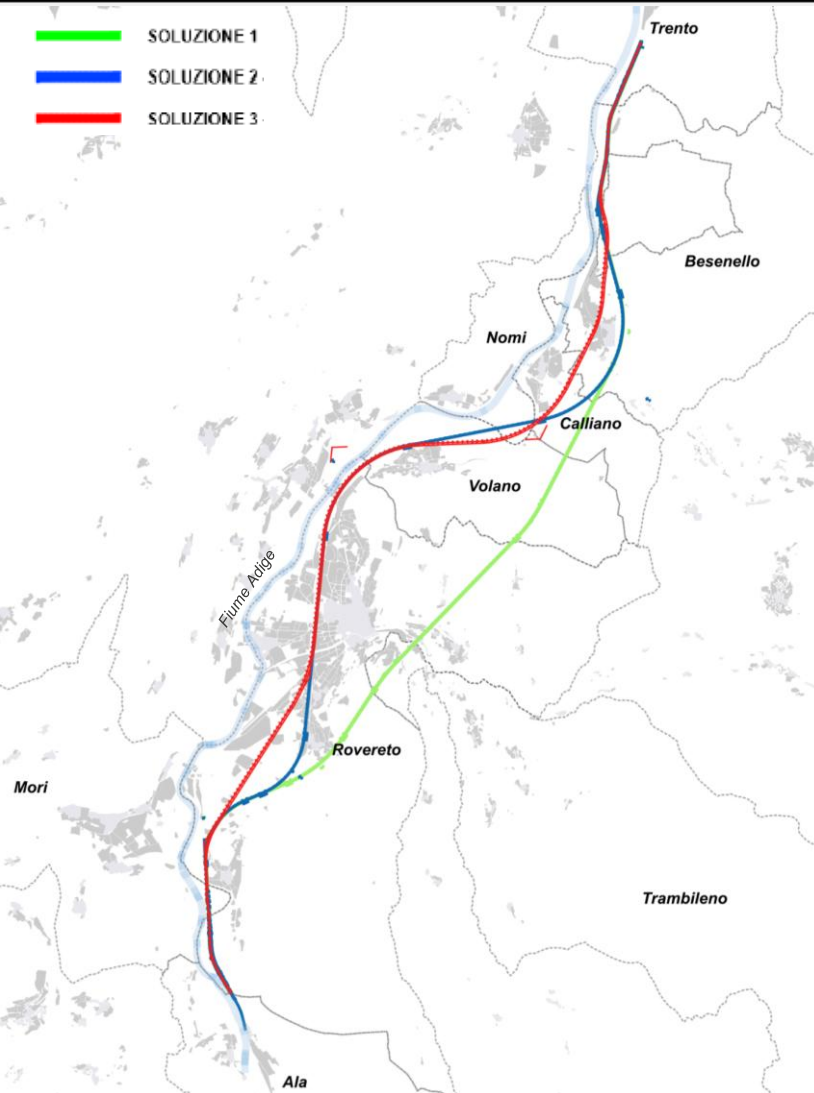 SOLUZIONE 1
SOLUZIONE 2
SOLUZIONE 3
Trento
Besenello
Nomi
Calliano
Volano
Fiume Adige
Rovereto
Mori
Trambileno
Ala